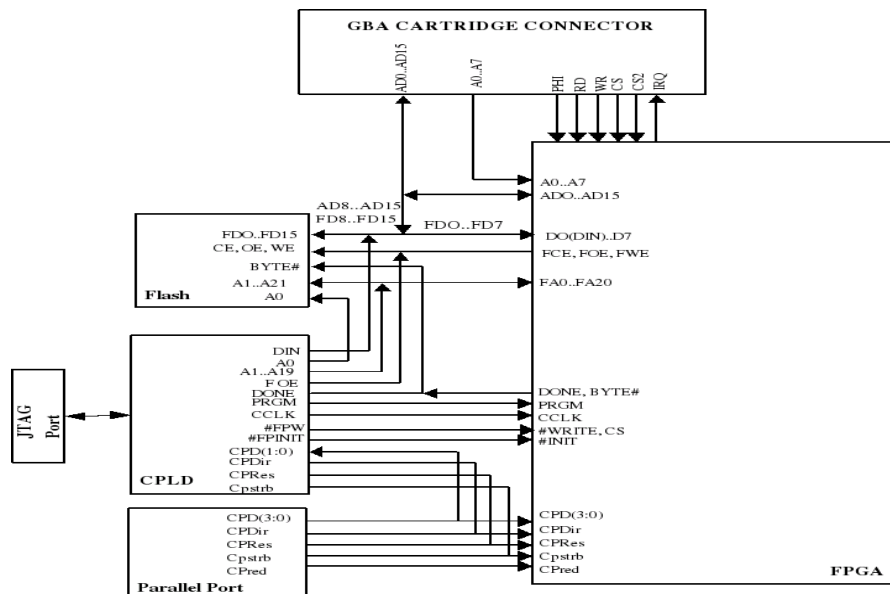 GBA CARTRIDGE CONNECTOR
AD0..AD15
A0..A7
PHI
RD
WR
CS
CS2
IRQ
A0..A7
ADO..AD15
AD8..AD15
FD8..FD15
FDO..FD7
FDO..FD15
CE, OE, WE
BYTE#
A1..A21
A0
Flash
DO(DIN)..D7
FCE, FOE, FWE
FA0..FA20
DIN
A0
A1..A19
FOE
DONE
PRGM
CCLK
#FPW
#FPINIT
CPD(1:0)
CPDir
CPRes
Cpstrb
CPLD
JTAG
Port
DONE, BYTE#
PRGM
CCLK
#WRITE, CS
#INIT
CPD(3:0)
CPDir
CPRes
Cpstrb
CPred
Parallel Port
CPD(3:0)
CPDir
CPRes
Cpstrb
CPred
FPGA